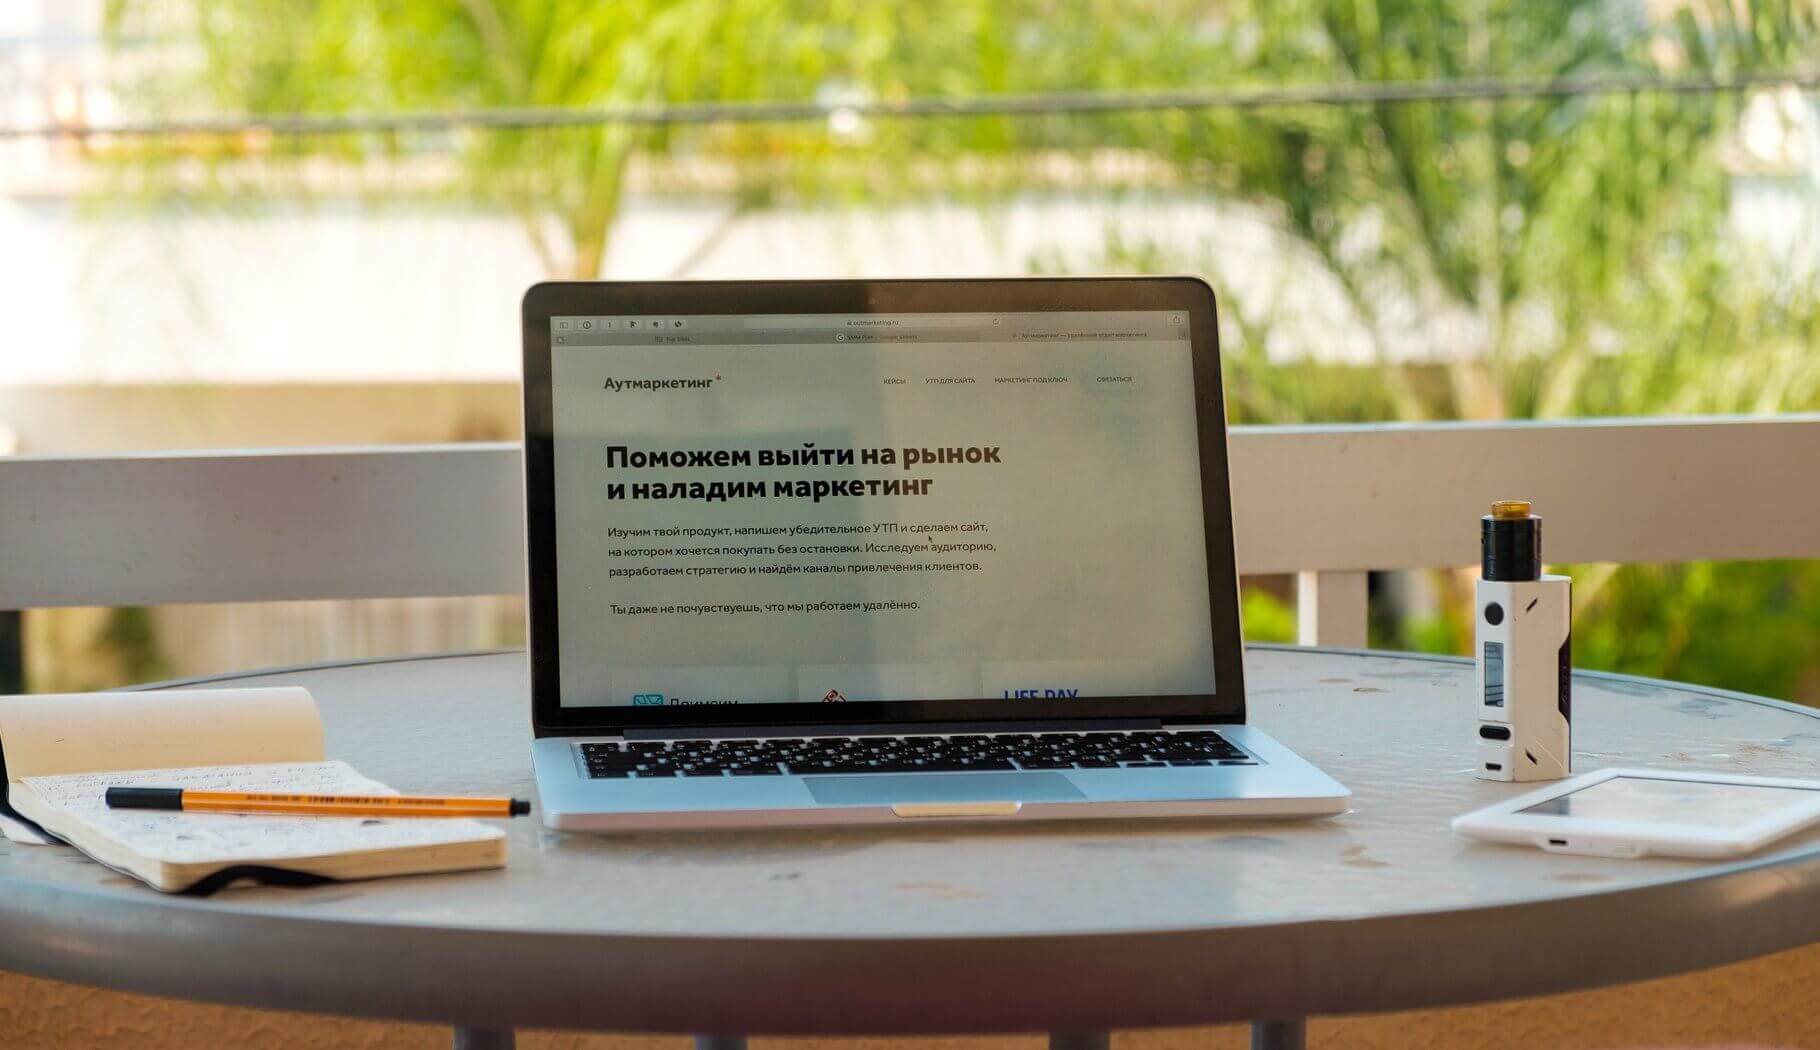 outmarketing.ru
Top Sites
SMM Plan – Google Sheets
Аутмаркетинг — удалённый отдел маркетинга
Аутмаркетинг*
КЕЙСЫ
УТП ДЛЯ САЙТА
МАРКЕТИНГ ПОД КЛЮЧ
СВЯЗАТЬСЯ
Поможем выйти на рынок
и наладим маркетинг
Изучим твой продукт, напишем убедительное УТП и сделаем сайт,
на котором хочется покупать без остановки. Исследуем аудиторию,
разработаем стратегию и найдём каналы привлечения клиентов.
Ты даже не почувствуешь, что мы работаем удалённо.
LIFE DAY